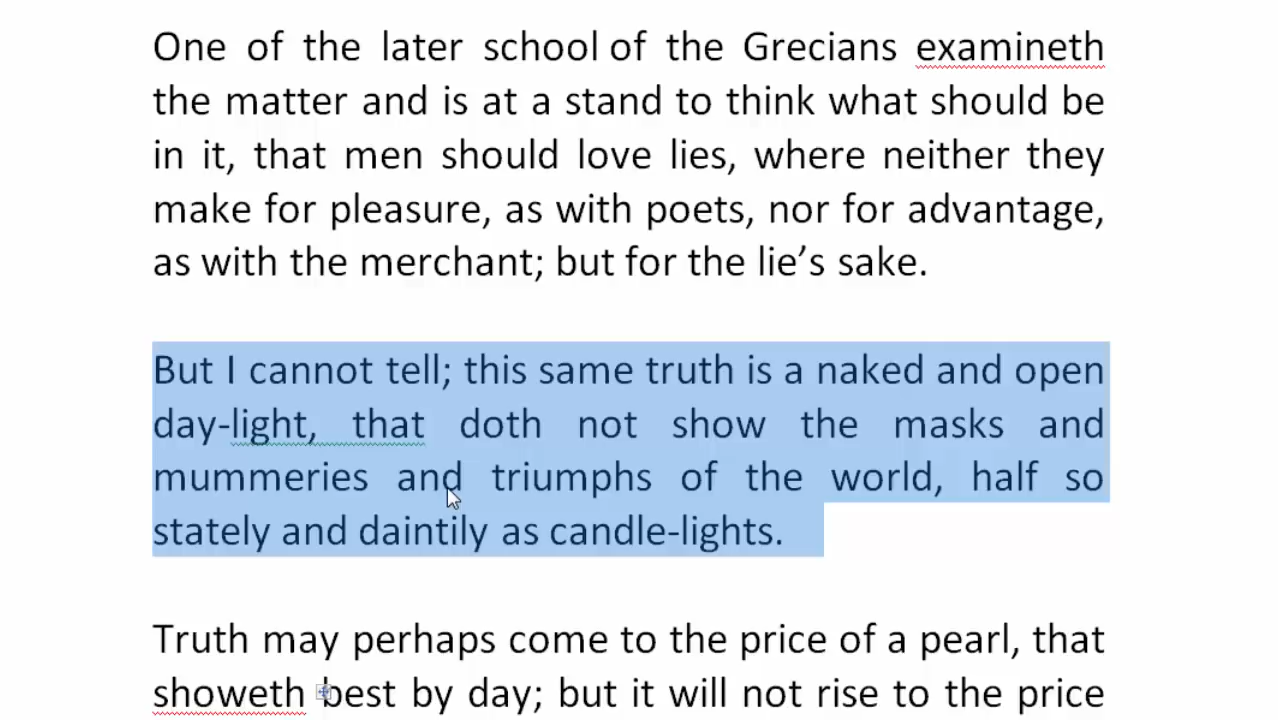 One of the later school of the Grecians examineth
the matter and is at a stand to think what should be
in it, that men should love lies, where neither they
make for pleasure, as with poets, nor for advantage,
as with the merchant; but for the lie’s sake.
But I cannot tell; this same truth is a naked and open
day-light, that doth not show the masks and
mummeries and triumphs of the world, half so
stately and daintily as candle-lights.
Truth may perhaps come to the price of a pearl, that
showeth best by day; but it will not rise to the price